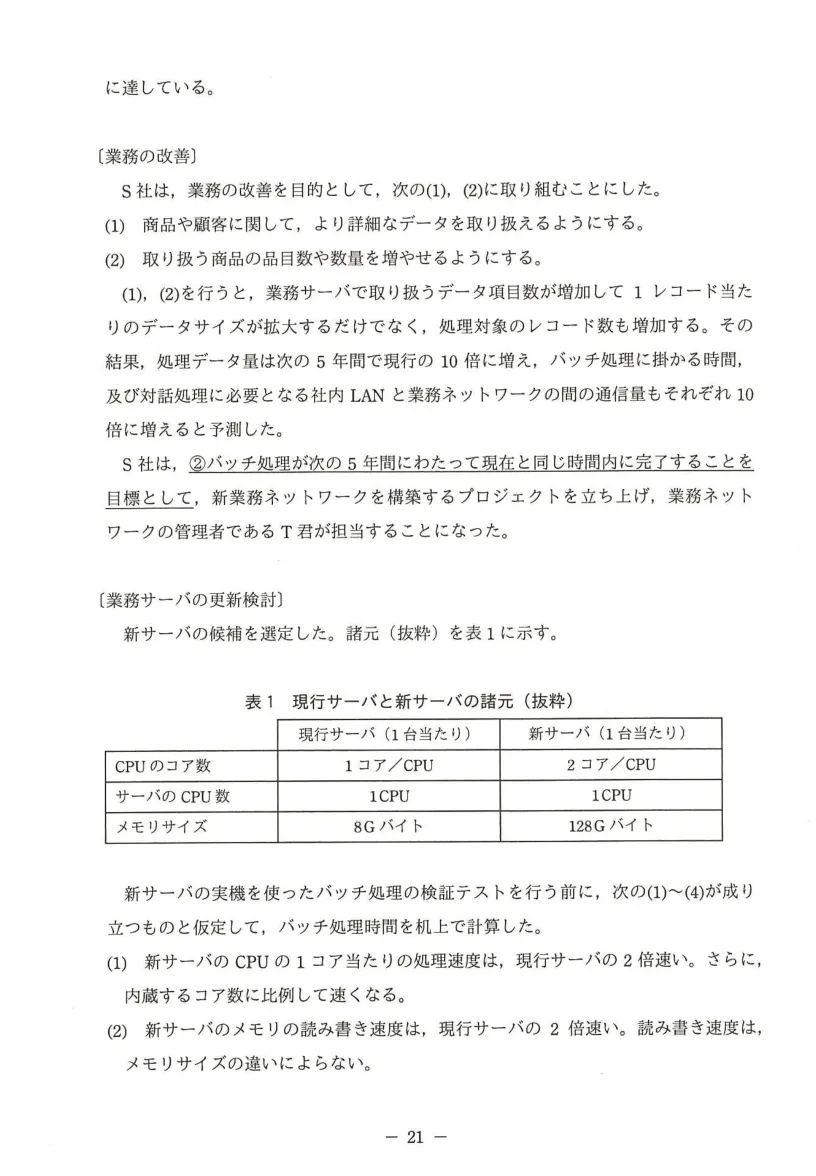 に達している。
〔業務の改善〕
S社は，業務の改善を目的として，次の(1)，(2)に取り組むことにした。
(1) 商品や顧客に関して，より詳細なデータを取り扱えるようにする。
(2) 取り扱う商品の品目数や数量を増やせるようにする。
(1)，(2)を行うと，業務サーバで取り扱うデータ項目数が増加して 1 レコード当た
りのデータサイズが拡大するだけでなく，処理対象のレコード数も増加する。その
結果，処理データ量は次の 5 年間で現行の 10 倍に増え，バッチ処理に掛かる時間，
及び対話処理に必要となる社内 LAN と業務ネットワークの間の通信量もそれぞれ 10
倍に増えると予測した。
S社は，②バッチ処理が次の 5 年間にわたって現在と同じ時間内に完了することを
目標として，新業務ネットワークを構築するプロジェクトを立ち上げ，業務ネット
ワークの管理者である T 君が担当することになった。
〔業務サーバの更新検討〕
新サーバの候補を選定した。諸元（抜粋）を表 1 に示す。
表 1 現行サーバと新サーバの諸元（抜粋）
現行サーバ（1 台当たり） 新サーバ（1 台当たり）
CPU のコア数 1 コア／CPU 2 コア／CPU
サーバの CPU 数 1CPU 1CPU
メモリサイズ 8G バイト 128G バイト
新サーバの実機を使ったバッチ処理の検証テストを行う前に，次の(1)～(4)が成り
立つものと仮定して，バッチ処理時間を机上で計算した。
(1) 新サーバの CPU の 1 コア当たりの処理速度は，現行サーバの 2 倍速い。さらに，
内蔵するコア数に比例して速くなる。
(2) 新サーバのメモリの読み書き速度は，現行サーバの 2 倍速い。読み書き速度は，
メモリサイズの違いによらない。
－ 21 －